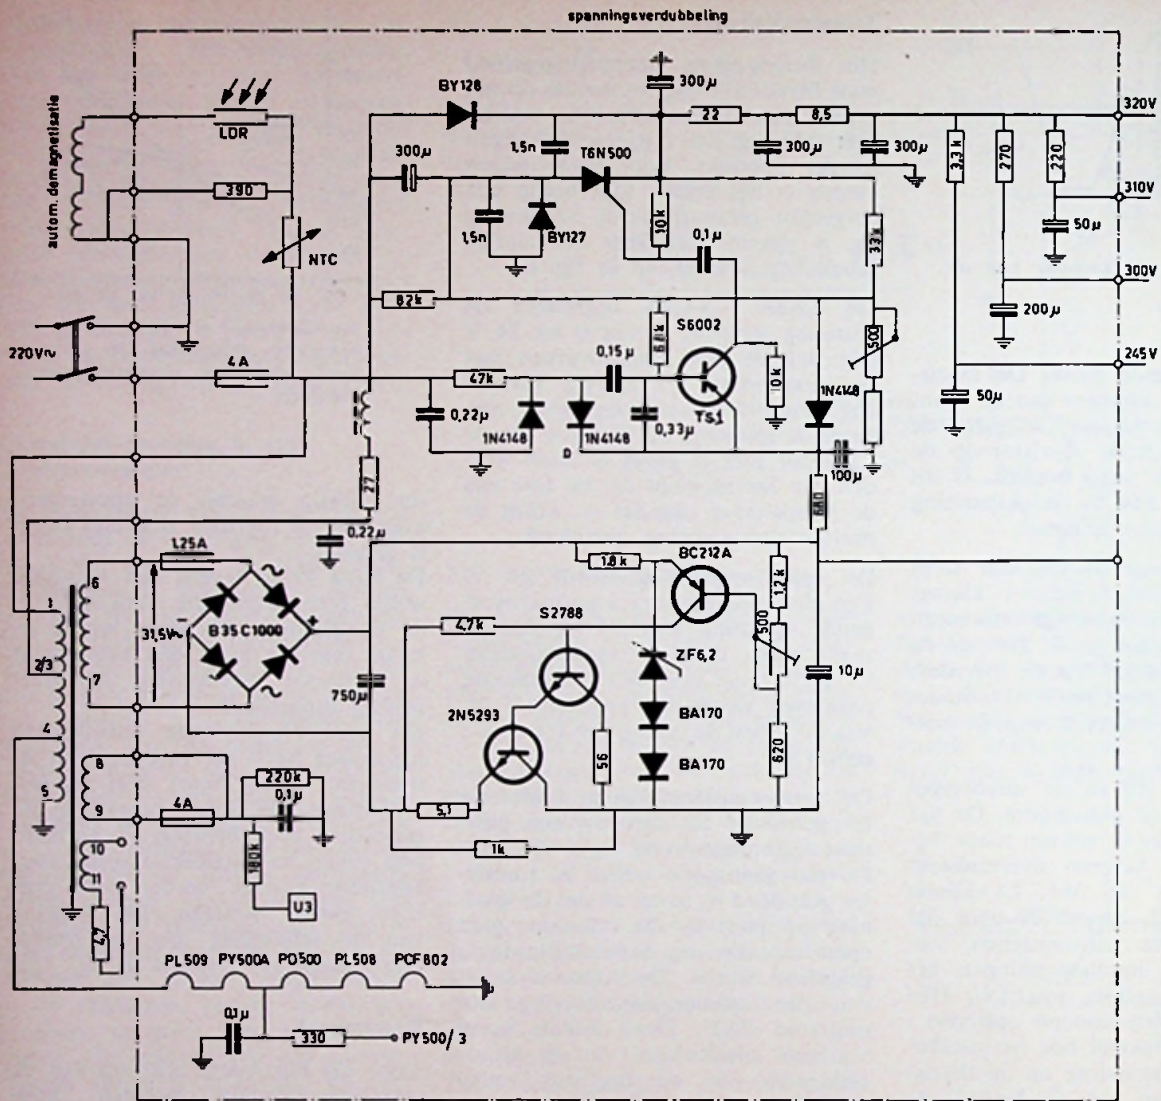 spanningsverdubbeling
autom. demagnetisatie
LDR
390
NTC
BY128
300µ
300µ
1,5n
T6N500
1,5n
BY127
10k
0,1µ
22
8,5
300µ
300µ
33k
3,3k
270
220
320V
310V
50µ
300V
200µ
245V
50µ
82k
68k
S6002
500
220V~
4A
47k
0,15µ
Ts1
10k
1N4148
0,22µ
1N4148
1N4148
D
0,33µ
100µ
27
680
0,22µ
1,25A
6
31,5V~
B35C1000
-
+
7
1
2/3
4
5
8
9
10
11
4,7
750µ
1,8k
BC212A
1,2k
4,7k
S2788
500
ZF6,2
10µ
2N5293
BA170
56
BA170
620
5,1
1k
220k
0,1µ
4A
180k
U3
PL509
PY500A
PD500
PL508
PCF802
0,1µ
330
PY500/3